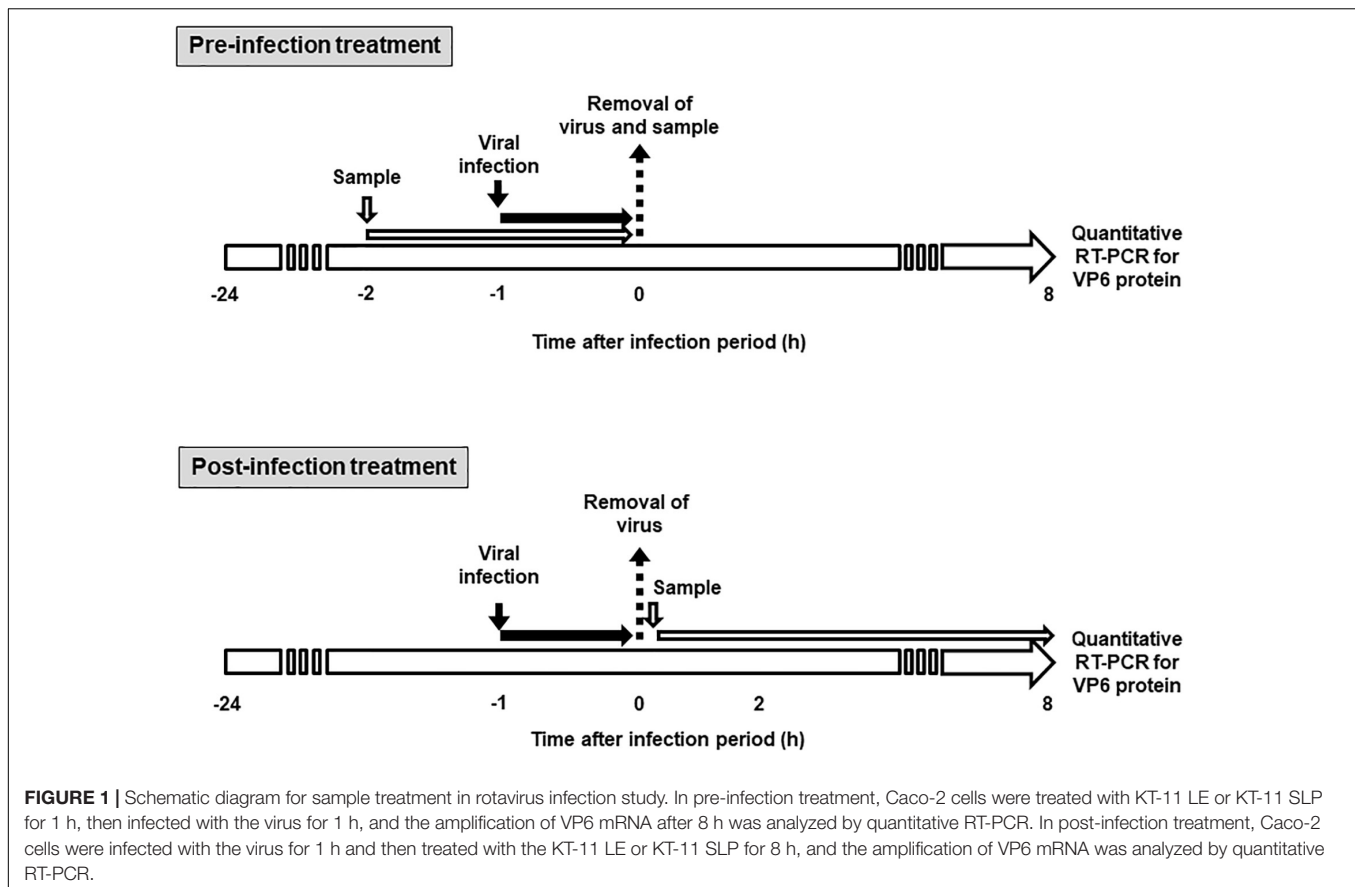 Pre-infection treatment
Removal of
virus and sample
Viral
infection
Sample
Quantitative
RT-PCR for
VP6 protein
-24 -2 -1 0 8
Time after infection period (h)
Post-infection treatment
Removal of
virus
Viral
infection
Sample
Quantitative
RT-PCR for
VP6 protein
-24 -1 0 2 8
Time after infection period (h)
FIGURE 1 | Schematic diagram for sample treatment in rotavirus infection study. In pre-infection treatment, Caco-2 cells were treated with KT-11 LE or KT-11 SLP
for 1 h, then infected with the virus for 1 h, and the amplification of VP6 mRNA after 8 h was analyzed by quantitative RT-PCR. In post-infection treatment, Caco-2
cells were infected with the virus for 1 h and then treated with the KT-11 LE or KT-11 SLP for 8 h, and the amplification of VP6 mRNA was analyzed by quantitative
RT-PCR.